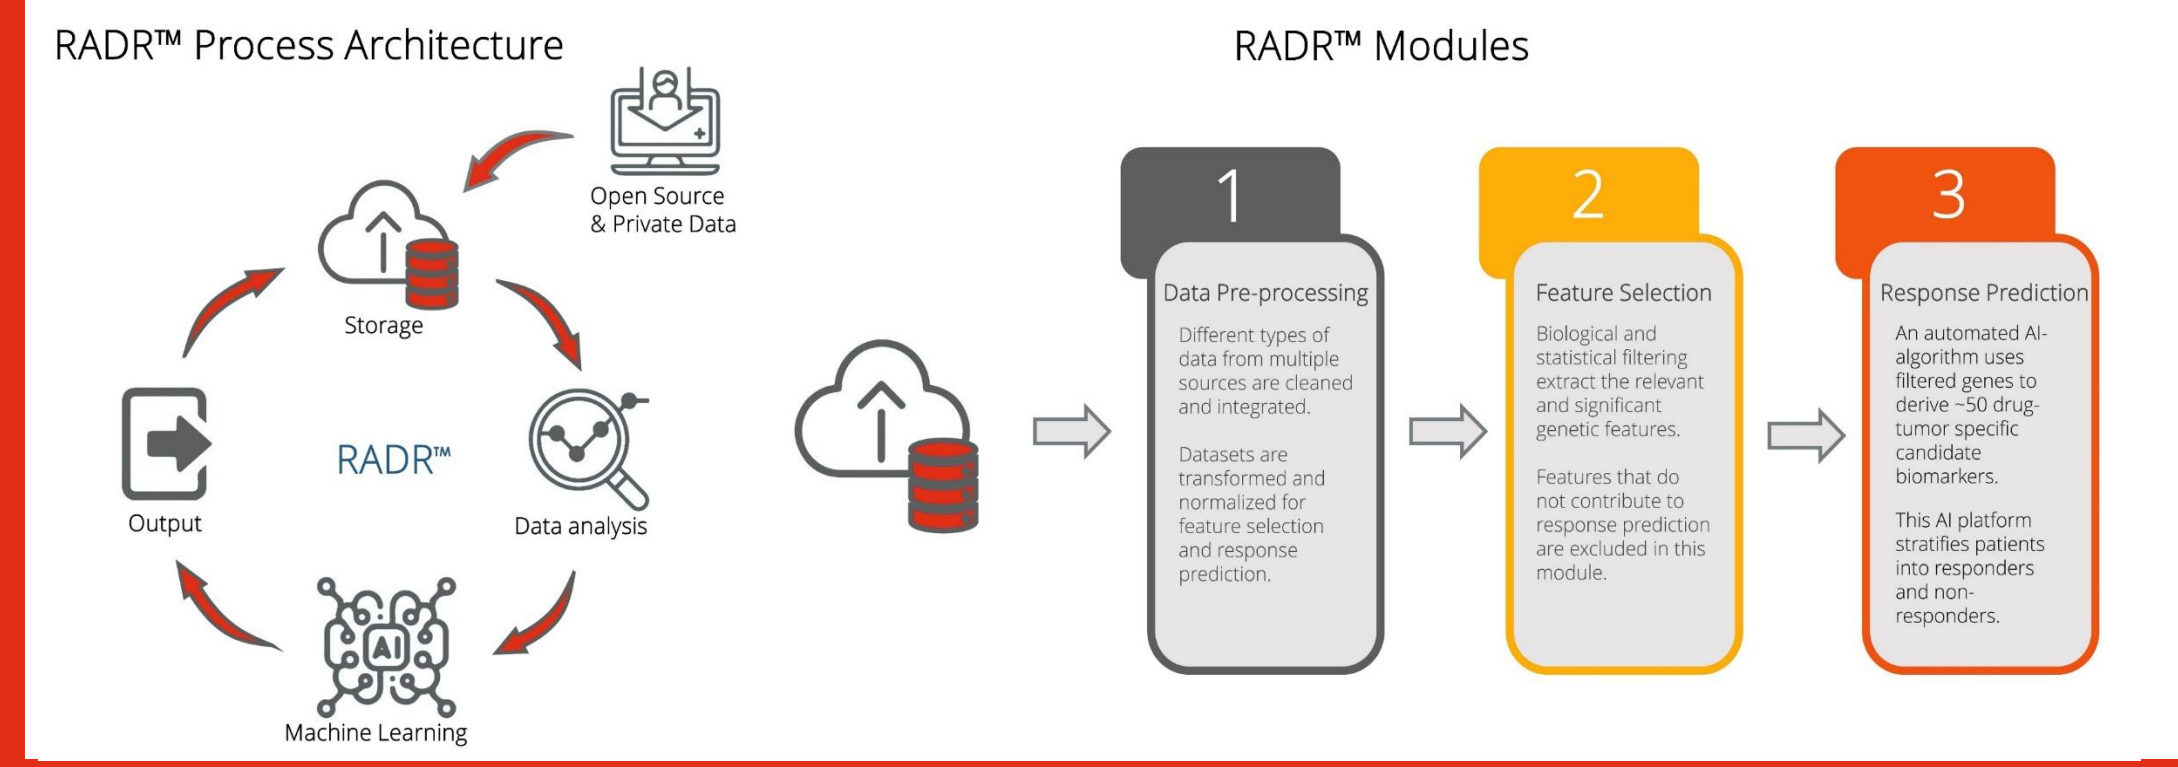 RADR™ Process Architecture
Open Source
& Private Data
Storage
RADR™
Output
Data analysis
AI
Machine Learning
RADR™ Modules
1
Data Pre-processing
Different types of
data from multiple
sources are cleaned
and integrated.
Datasets are
transformed and
normalized for
feature selection
and response
prediction.
2
Feature Selection
Biological and
statistical filtering
extract the relevant
and significant
genetic features.
Features that do
not contribute to
response prediction
are excluded in this
module.
3
Response Prediction
An automated AI-
algorithm uses
filtered genes to
derive ~50 drug-
tumor specific
candidate
biomarkers.
This AI platform
stratifies patients
into responders
and non-
responders.